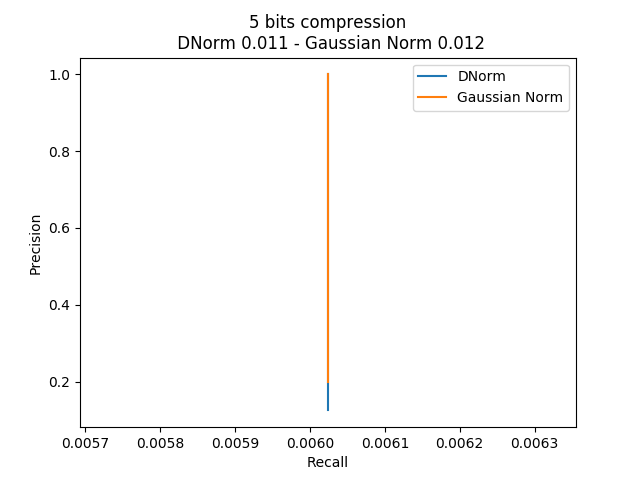 5 bits compression
DNorm 0.011 - Gaussian Norm 0.012
DNorm
Gaussian Norm
1.0
0.8
0.6
0.4
0.2
Precision
0.0057 0.0058 0.0059 0.0060 0.0061 0.0062 0.0063
Recall